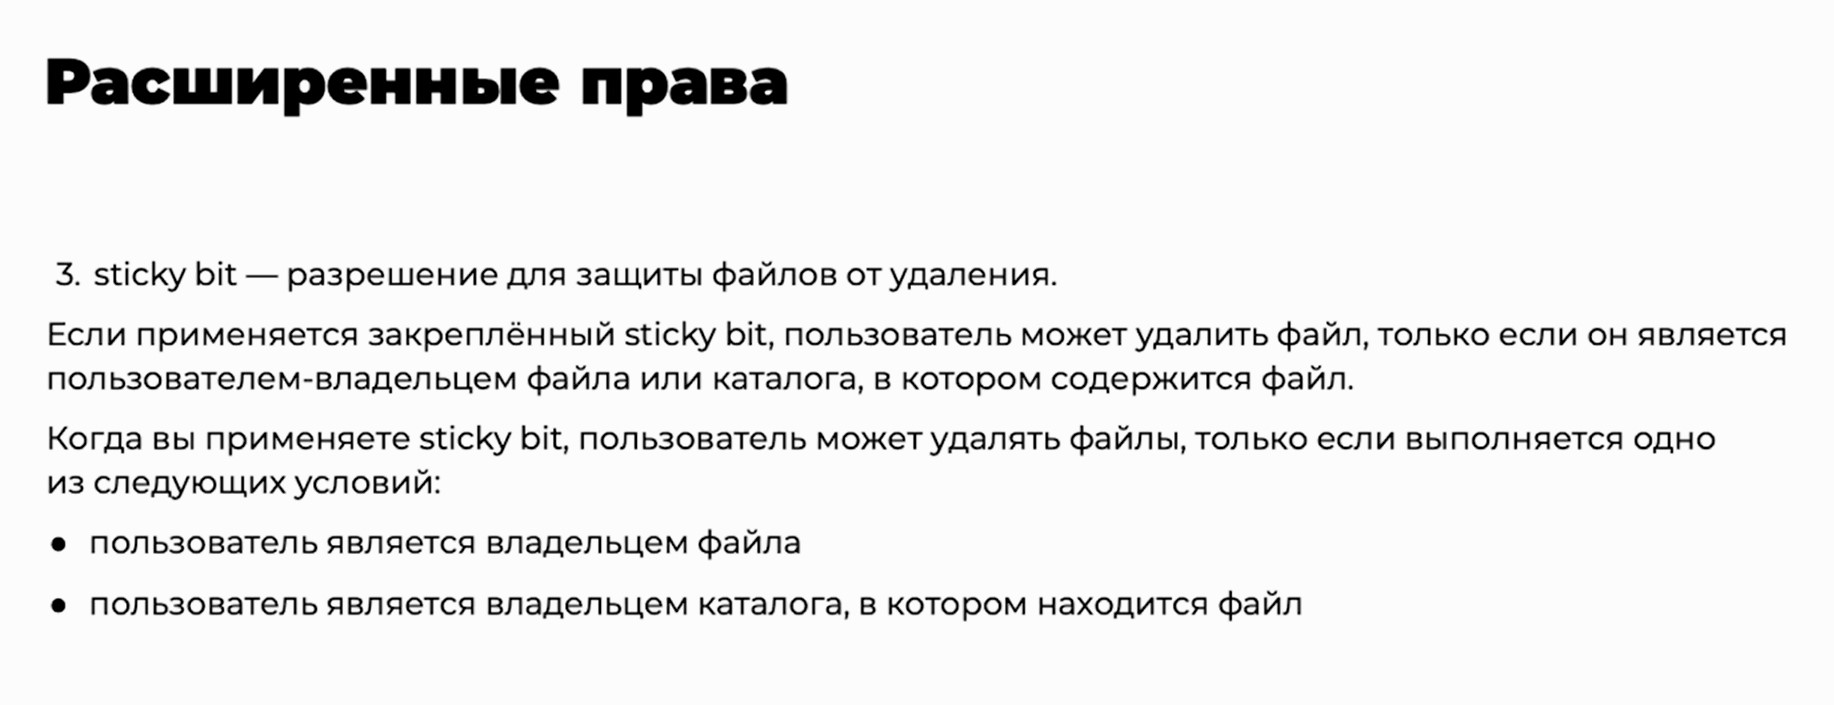 Расширенные права
3. sticky bit — разрешение для защиты файлов от удаления.
Если применяется закреплённый sticky bit, пользователь может удалить файл, только если он является
пользователем-владельцем файла или каталога, в котором содержится файл.
Когда вы применяете sticky bit, пользователь может удалять файлы, только если выполняется одно
из следующих условий:
● пользователь является владельцем файла
● пользователь является владельцем каталога, в котором находится файл